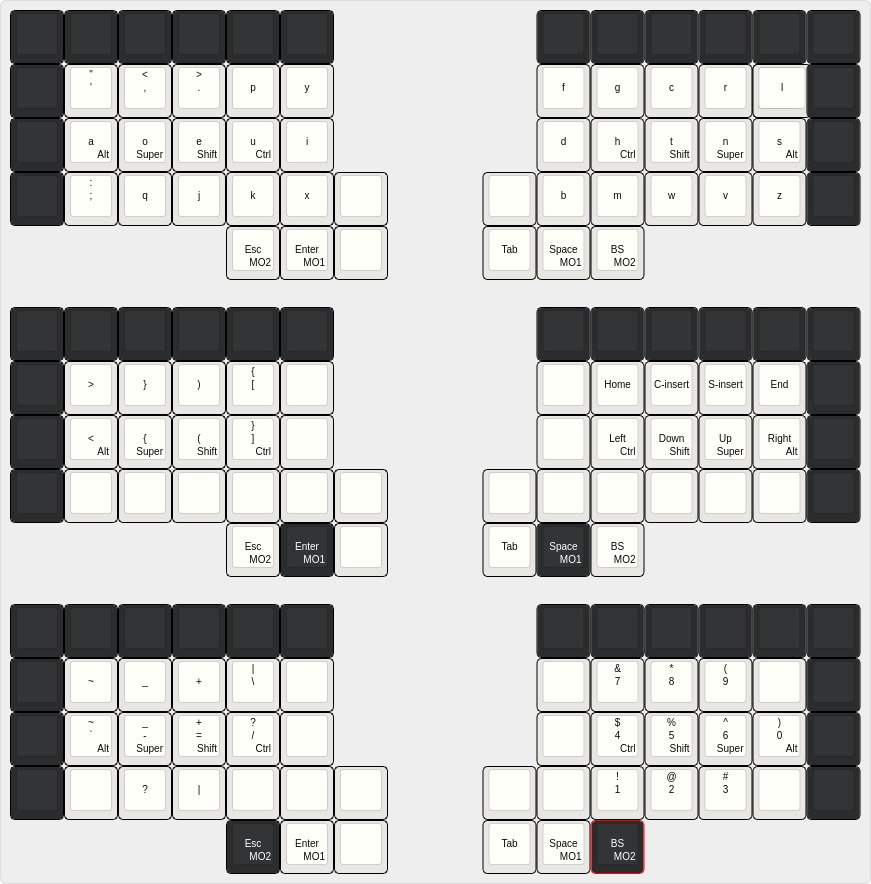 " < >
' , . p y f g c r l
a o e u i d h t n s
Alt Super Shift Ctrl Ctrl Shift Super Alt
:
; q j k x b m w v z
Esc Enter Tab Space BS
MO2 MO1 MO1 MO2
{
> } ) [ Home C-insert S-insert End
}
< { ( ] Left Down Up Right
Alt Super Shift Ctrl Ctrl Shift Super Alt
Esc Enter Tab Space BS
MO2 MO1 MO1 MO2
| & * (
~ _ + \ 7 8 9
~ _ + ? $ % ^ )
` - = / 4 5 6 0
Alt Super Shift Ctrl Ctrl Shift Super Alt
! @ #
? | 1 2 3
Esc Enter Tab Space BS
MO2 MO1 MO1 MO2